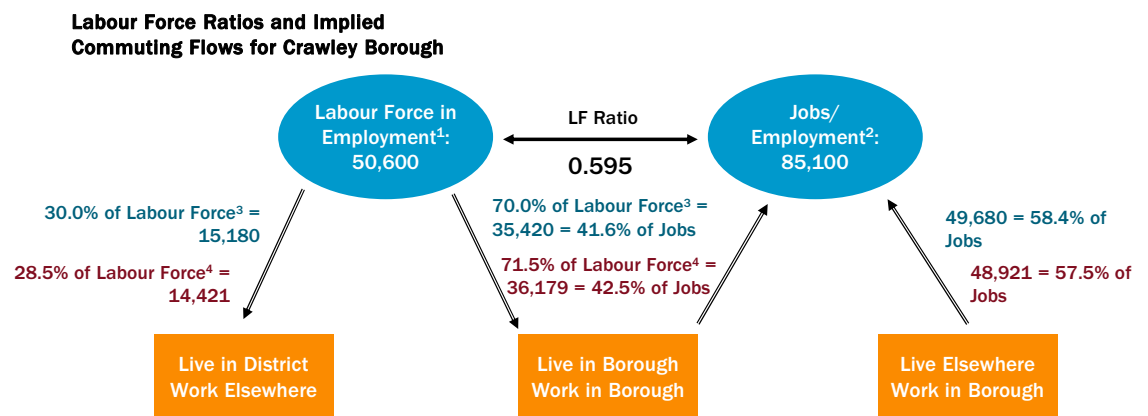 Labour Force Ratios and Implied
Commuting Flows for Crawley Borough
Labour Force in
Employment¹:
50,600
LF Ratio
0.595
Jobs/
Employment²:
85,100
30.0% of Labour Force³ =
15,180
28.5% of Labour Force⁴ =
14,421
70.0% of Labour Force³ =
35,420 = 41.6% of Jobs
71.5% of Labour Force⁴ =
36,179 = 42.5% of Jobs
49,680 = 58.4% of
Jobs
48,921 = 57.5% of
Jobs
Live in District
Work Elsewhere
Live in Borough
Work in Borough
Live Elsewhere
Work in Borough